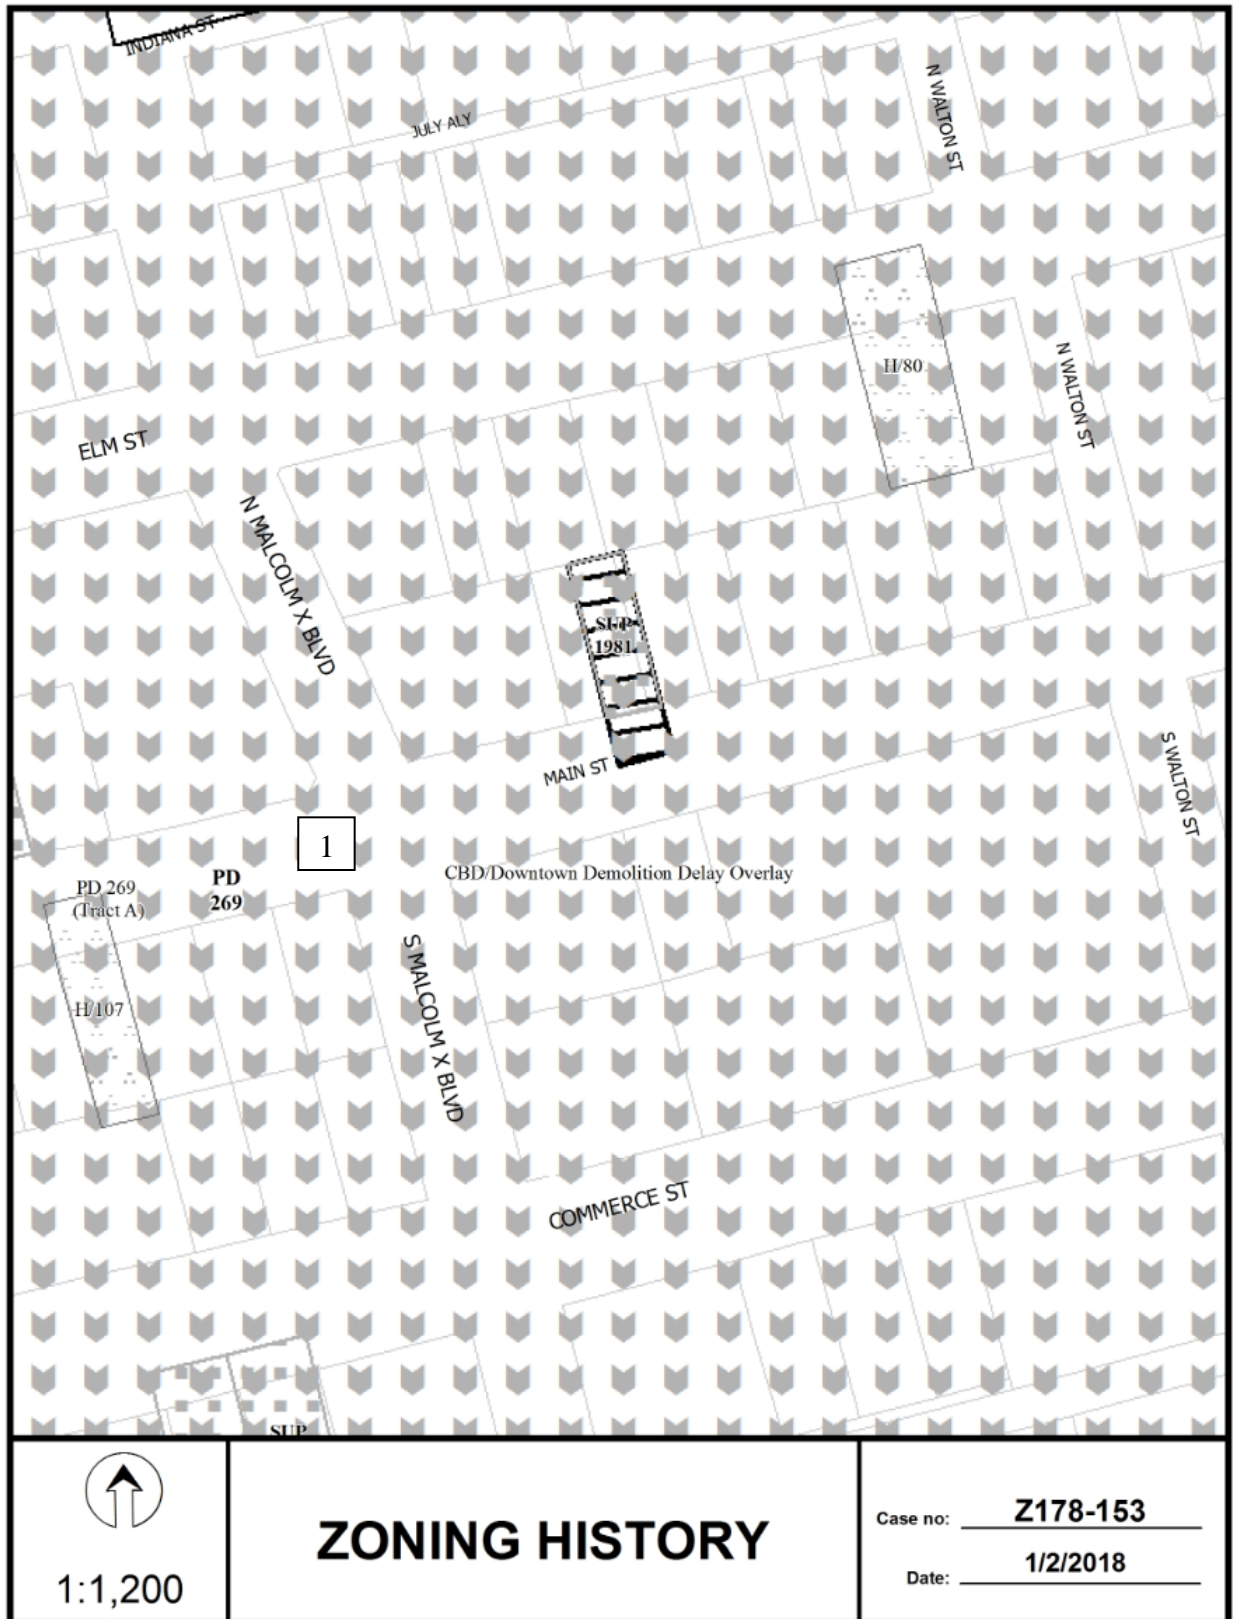 INDIANA ST
N WALTON ST
JULY ALY
H/80
N WALTON ST
ELM ST
N MALCOLM X BLVD
SUP
1981
S WALTON ST
MAIN ST
1
CBD/Downtown Demolition Delay Overlay
PD
269
PD 269
(Tract A)
S MALCOLM X BLVD
H/107
COMMERCE ST
SUP
1:1,200
ZONING HISTORY
Case no: Z178-153
Date: 1/2/2018